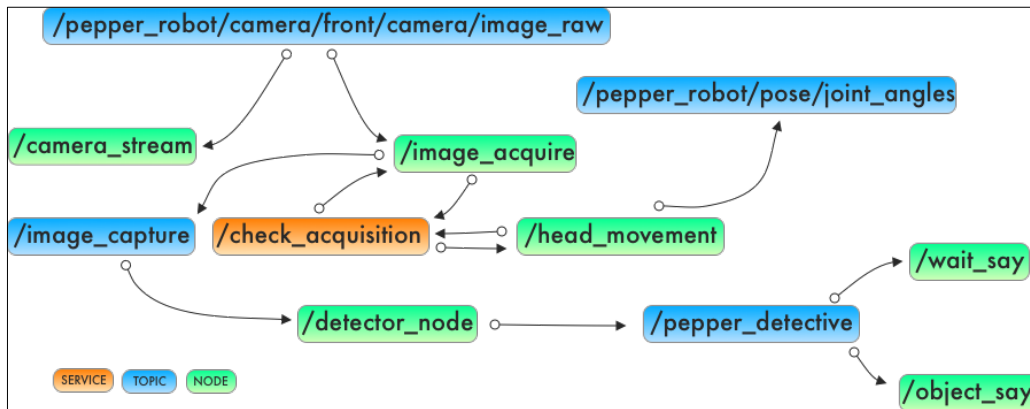 /pepper_robot/camera/front/camera/image_raw
/pepper_robot/pose/joint_angles
/camera_stream
/image_acquire
/image_capture
/check_acquisition
/head_movement
/wait_say
/detector_node
/pepper_detective
SERVICE
TOPIC
NODE
/object_say